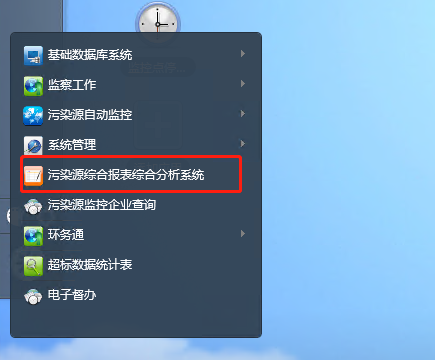 基础数据库系统
监察工作
污染源自动监控
系统管理
污染源综合报表综合分析系统
污染源监控企业查询
环务通
超标数据统计表
电子督办